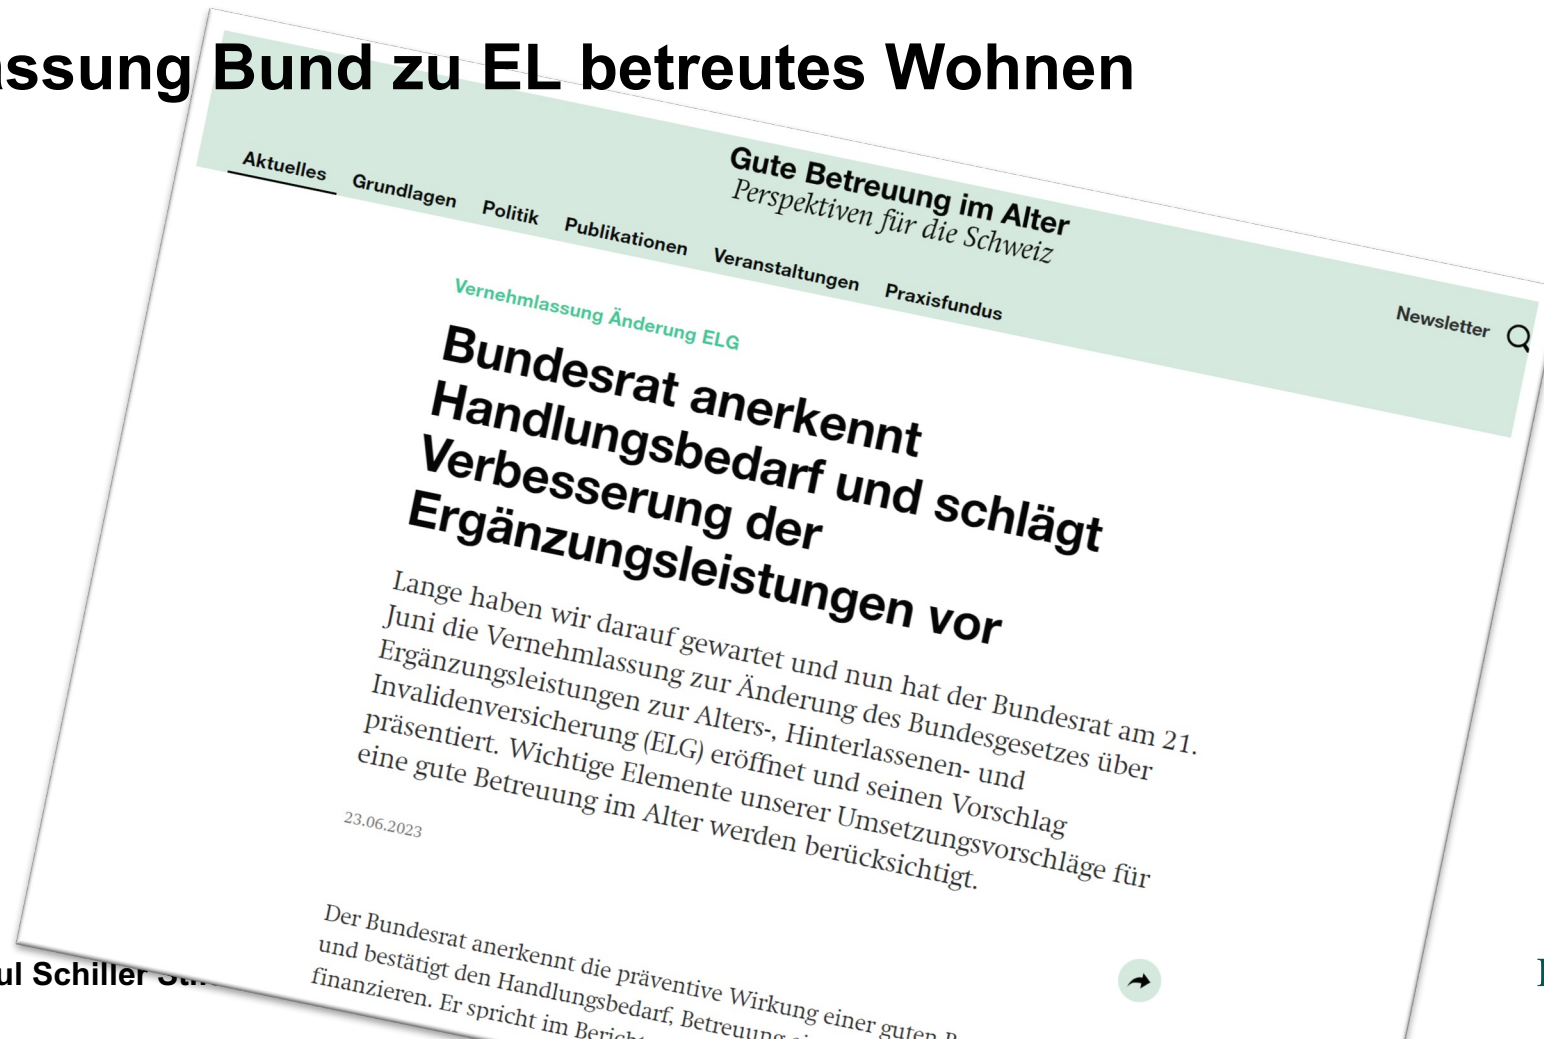 Bund zu EL betreutes Wohnen
Gute Betreuung im Alter
Perspektiven für die Schweiz
Aktuelles Grundlagen Politik Publikationen Veranstaltungen Praxisfundus
Newsletter
Vernehmlassung Änderung ELG
Bundesrat anerkennt
Handlungsbedarf und schlägt
Verbesserung der
Ergänzungsleistungen vor
Lange haben wir darauf gewartet und nun hat der Bundesrat am 21.
Juni die Vernehmlassung zur Änderung des Bundesgesetzes über
Ergänzungsleistungen zur Alters-, Hinterlassenen- und
Invalidenversicherung (ELG) eröffnet und seinen Vorschlag
präsentiert. Wichtige Elemente unserer Umsetzungsvorschläge für
eine gute Betreuung im Alter werden berücksichtigt.
23.06.2023
Der Bundesrat anerkennt die präventive Wirkung einer guten
und bestätigt den Handlungsbedarf, Betreuung
finanzieren. Er spricht im
Schiller